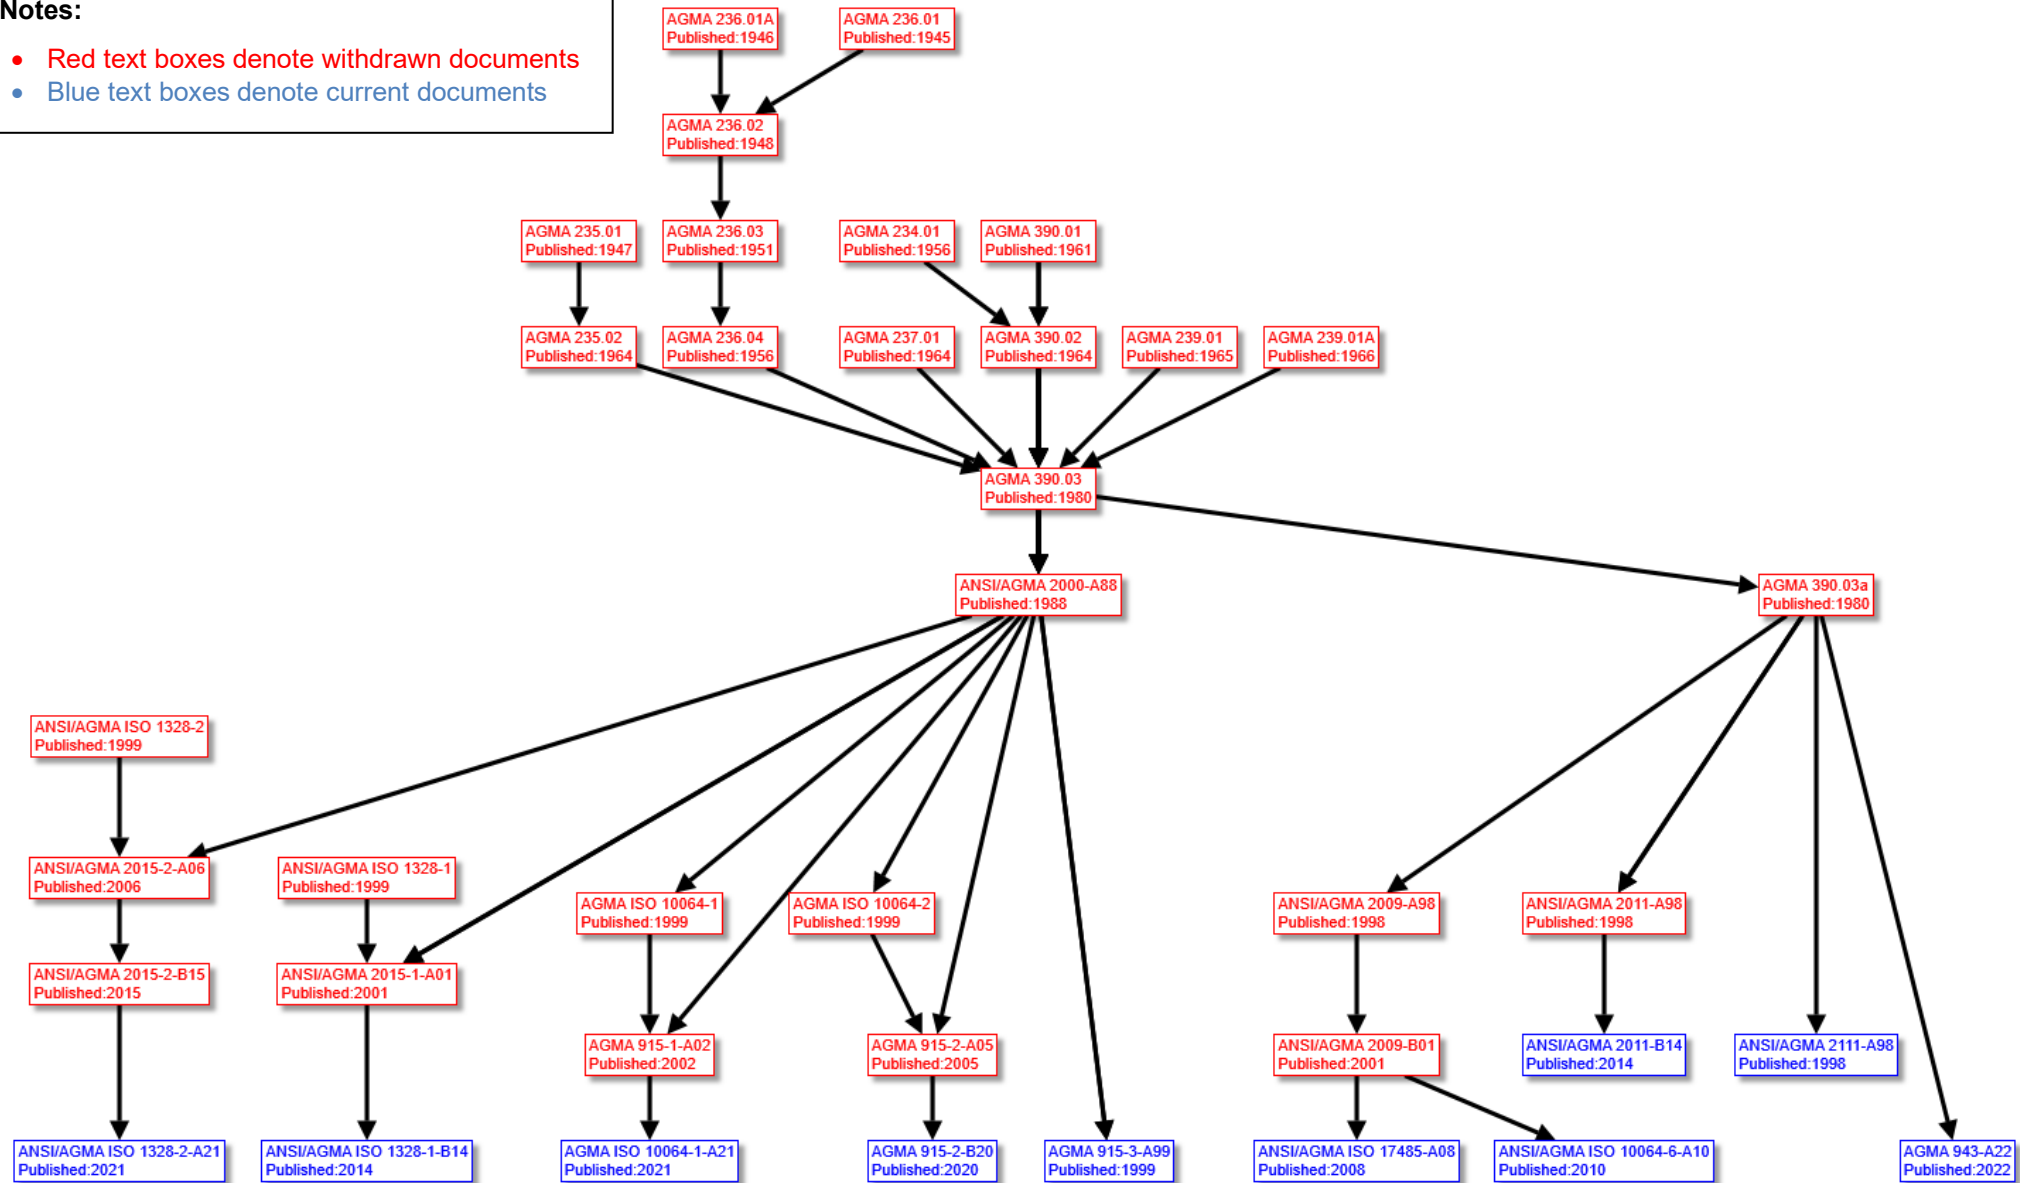 Notes:
• Red text boxes denote withdrawn documents
• Blue text boxes denote current documents
AGMA 236.01A
Published:1946
AGMA 236.01
Published:1945
AGMA 236.02
Published:1948
AGMA 235.01
Published:1947
AGMA 236.03
Published:1951
AGMA 234.01
Published:1956
AGMA 390.01
Published:1961
AGMA 235.02
Published:1964
AGMA 236.04
Published:1956
AGMA 237.01
Published:1964
AGMA 390.02
Published:1964
AGMA 239.01
Published:1965
AGMA 239.01A
Published:1966
AGMA 390.03
Published:1980
ANSI/AGMA 2000-A88
Published:1988
AGMA 390.03a
Published:1980
ANSI/AGMA ISO 1328-2
Published:1999
ANSI/AGMA 2015-2-A06
Published:2006
ANSI/AGMA ISO 1328-1
Published:1999
AGMA ISO 10064-1
Published:1999
AGMA ISO 10064-2
Published:1999
ANSI/AGMA 2009-A98
Published:1998
ANSI/AGMA 2011-A98
Published:1998
ANSI/AGMA 2015-2-B15
Published:2015
ANSI/AGMA 2015-1-A01
Published:2001
AGMA 915-1-A02
Published:2002
AGMA 915-2-A05
Published:2005
ANSI/AGMA 2009-B01
Published:2001
ANSI/AGMA 2011-B14
Published:2014
ANSI/AGMA 2111-A98
Published:1998
ANSI/AGMA ISO 1328-2-A21
Published:2021
ANSI/AGMA ISO 1328-1-B14
Published:2014
AGMA ISO 10064-1-A21
Published:2021
AGMA 915-2-B20
Published:2020
AGMA 915-3-A99
Published:1999
ANSI/AGMA ISO 17485-A08
Published:2008
ANSI/AGMA ISO 10064-6-A10
Published:2010
AGMA 943-A22
Published:2022